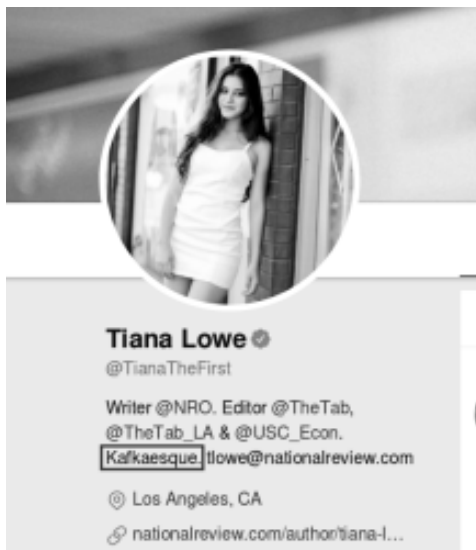 Tiana Lowe
@TianaTheFirst
Writer @NRO. Editor @TheTab,
@TheTab_LA & @USC_Econ.
Kafkaesque. tlowe@nationalreview.com
Los Angeles, CA
nationalreview.com/author/tiana-l...